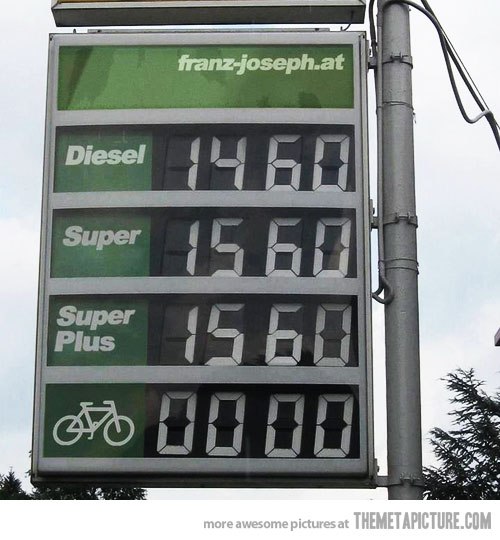 franz-joseph.at
Diesel 1460
Super 1560
Super
Plus 1560
0000
more awesome pictures at THEMETAPICTURE.COM